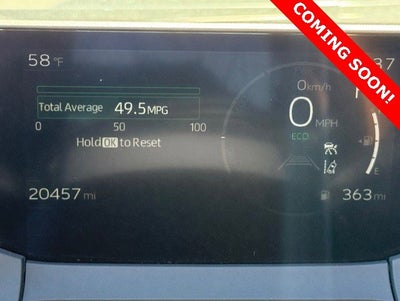 COMING SOON!
58 °F
0 km/h
Total Average 49.5 MPG
0 MPH
0 50 100
ECO
Hold OK to Reset
E
20457 mi
363 mi